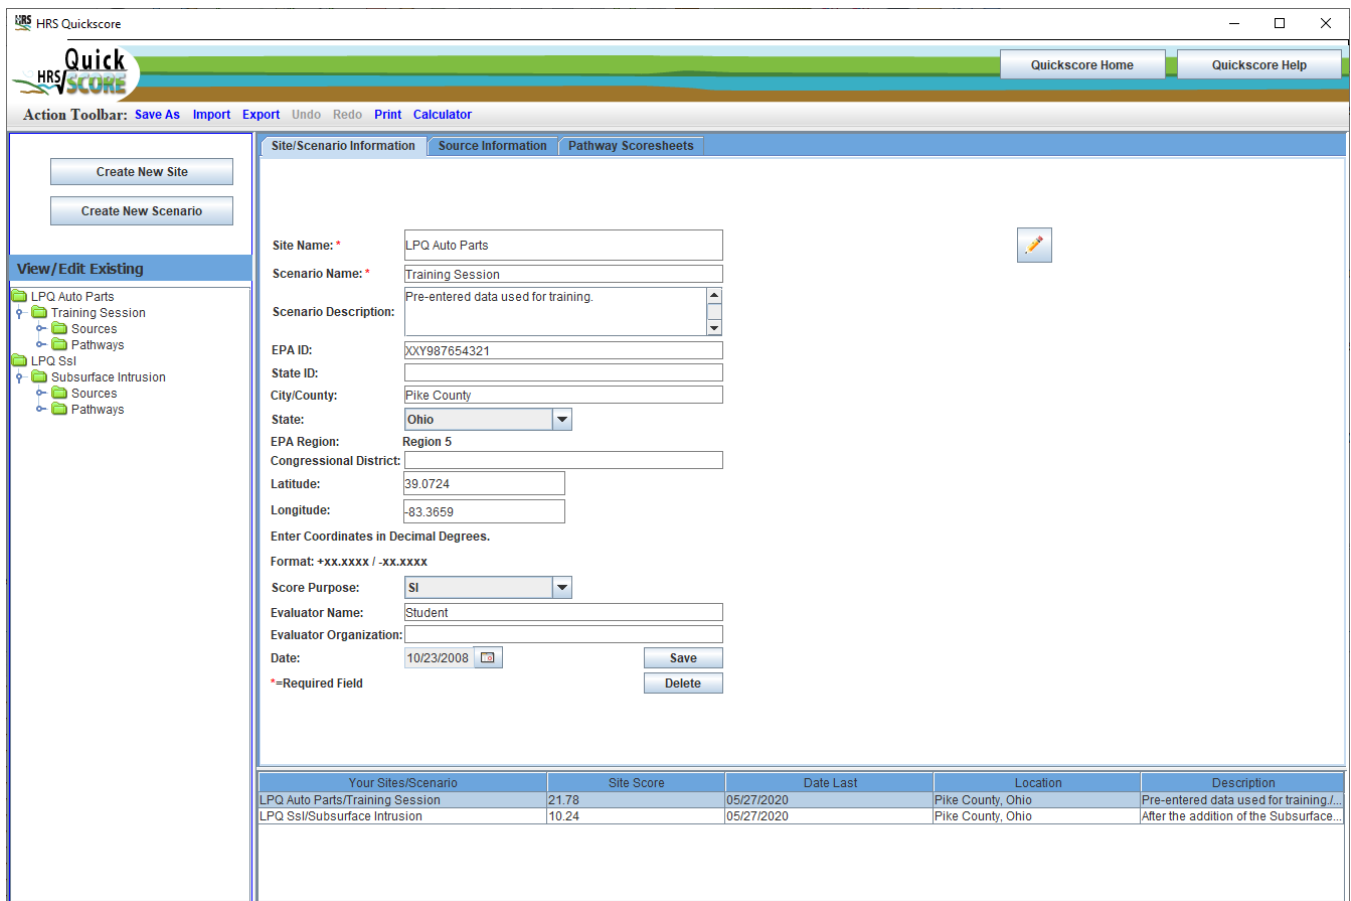 HRS HRS Quickscore
Quick
HRS/SCORE
Quickscore Home
Quickscore Help
Action Toolbar: Save As Import Export Undo Redo Print Calculator
Create New Site
Create New Scenario
View/Edit Existing
LPQ Auto Parts
Training Session
Sources
Pathways
LPQ SsI
Subsurface Intrusion
Sources
Pathways
Site/Scenario Information
Source Information
Pathway Scoresheets
Site Name: * LPQ Auto Parts
Scenario Name: * Training Session
Scenario Description: Pre-entered data used for training.
EPA ID: XXY987654321
State ID:
City/County: Pike County
State: Ohio
EPA Region: Region 5
Congressional District:
Latitude: 39.0724
Longitude: -83.3659
Enter Coordinates in Decimal Degrees.
Format: +xx.xxxx / -xx.xxxx
Score Purpose: SI
Evaluator Name: Student
Evaluator Organization:
Date: 10/23/2008 Save
*=Required Field Delete
Your Sites/Scenario Site Score Date Last Location Description
LPQ Auto Parts/Training Session 21.78 05/27/2020 Pike County, Ohio Pre-entered data used for training./...
LPQ SsI/Subsurface Intrusion 10.24 05/27/2020 Pike County, Ohio After the addition of the Subsurface...